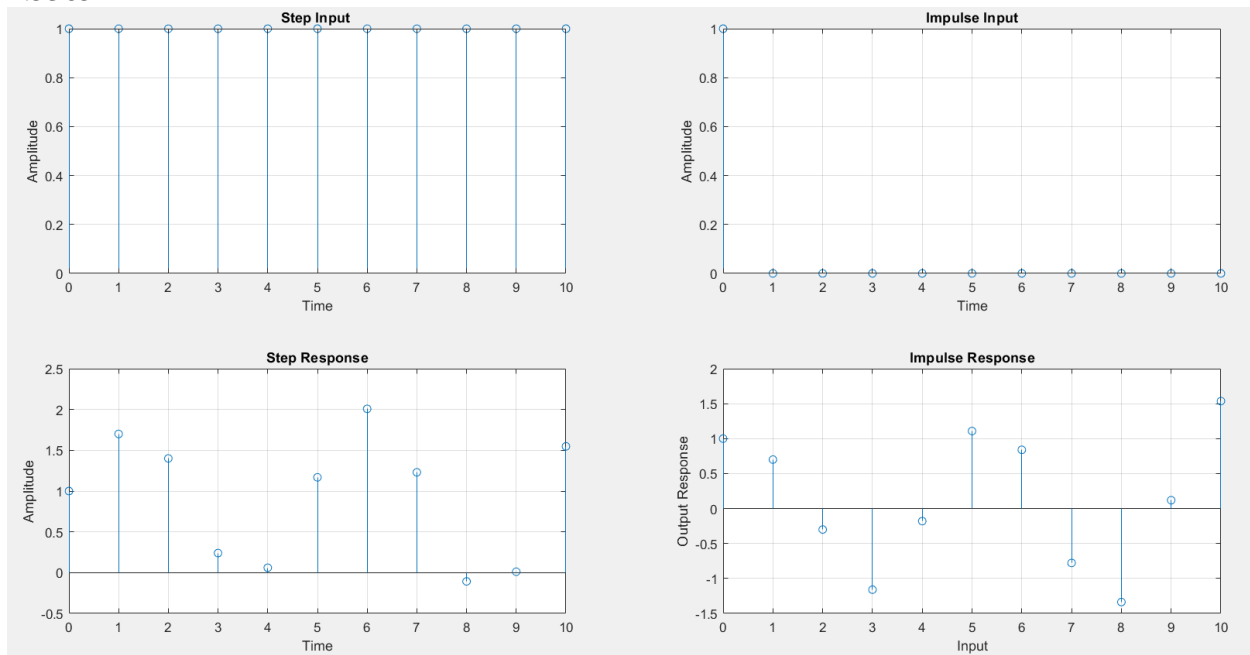 Step Input
Amplitude
1
0.8
0.6
0.4
0.2
0
0 1 2 3 4 5 6 7 8 9 10
Time
Impulse Input
Amplitude
1
0.8
0.6
0.4
0.2
0
0 1 2 3 4 5 6 7 8 9 10
Time
Step Response
Amplitude
2.5
2
1.5
1
0.5
0
-0.5
0 1 2 3 4 5 6 7 8 9 10
Time
Impulse Response
Output Response
2
1.5
1
0.5
0
-0.5
-1
-1.5
0 1 2 3 4 5 6 7 8 9 10
Input